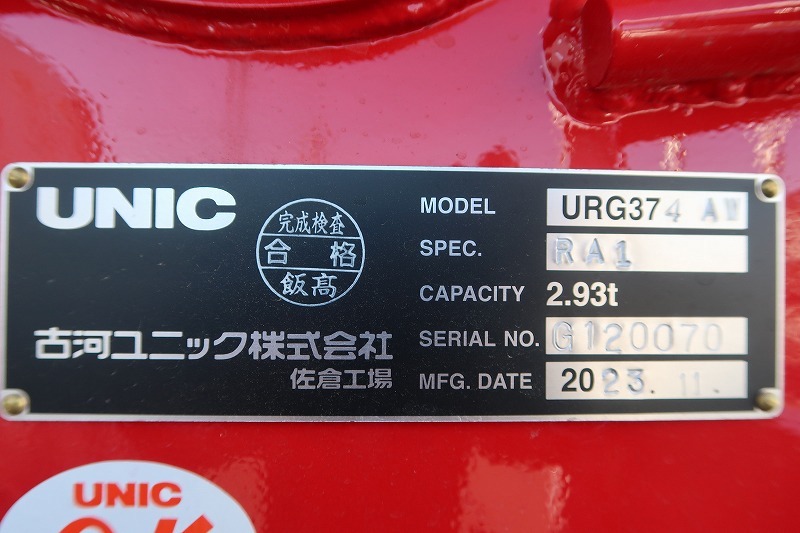 UNIC
完成検査
合格
飯高
古河ユニック株式会社
佐倉工場
MODEL URG374 AW
SPEC. RA1
CAPACITY 2.93t
SERIAL NO. G120070
MFG. DATE 2023.11.
UNIC